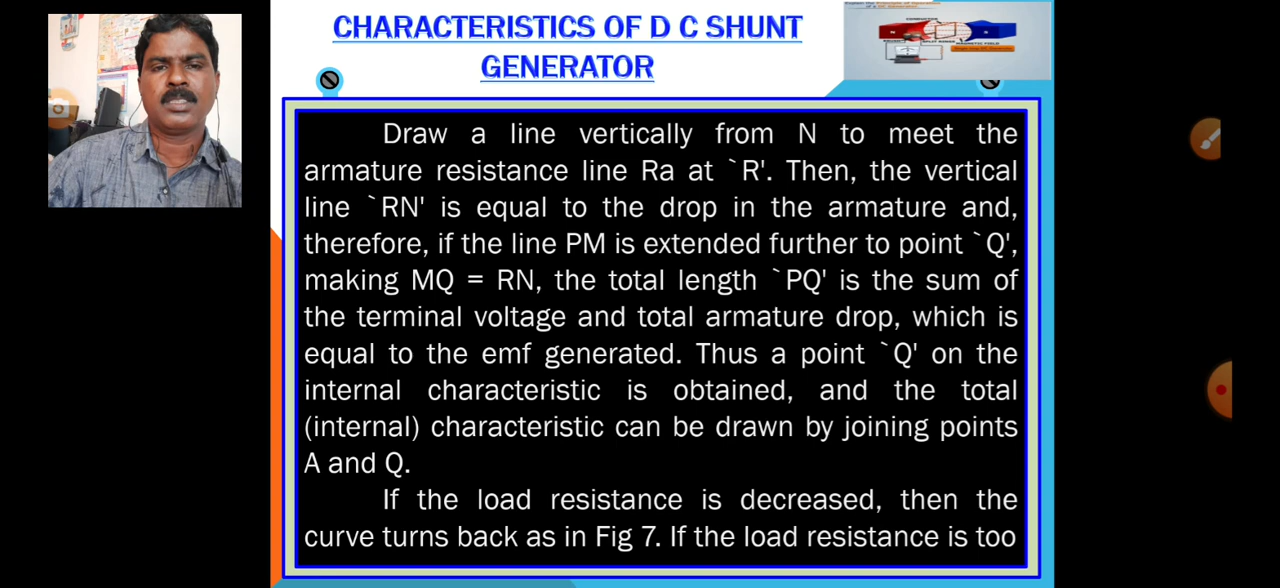 CHARACTERISTICS OF D C SHUNT
GENERATOR
CONDUCTOR
MAGNETIC FIELD
Draw a line vertically from N to meet the
armature resistance line Ra at `R'. Then, the vertical
line `RN' is equal to the drop in the armature and,
therefore, if the line PM is extended further to point `Q',
making MQ = RN, the total length `PQ' is the sum of
the terminal voltage and total armature drop, which is
equal to the emf generated. Thus a point `Q' on the
internal characteristic is obtained, and the total
(internal) characteristic can be drawn by joining points
A and Q.
If the load resistance is decreased, then the
curve turns back as in Fig 7. If the load resistance is too